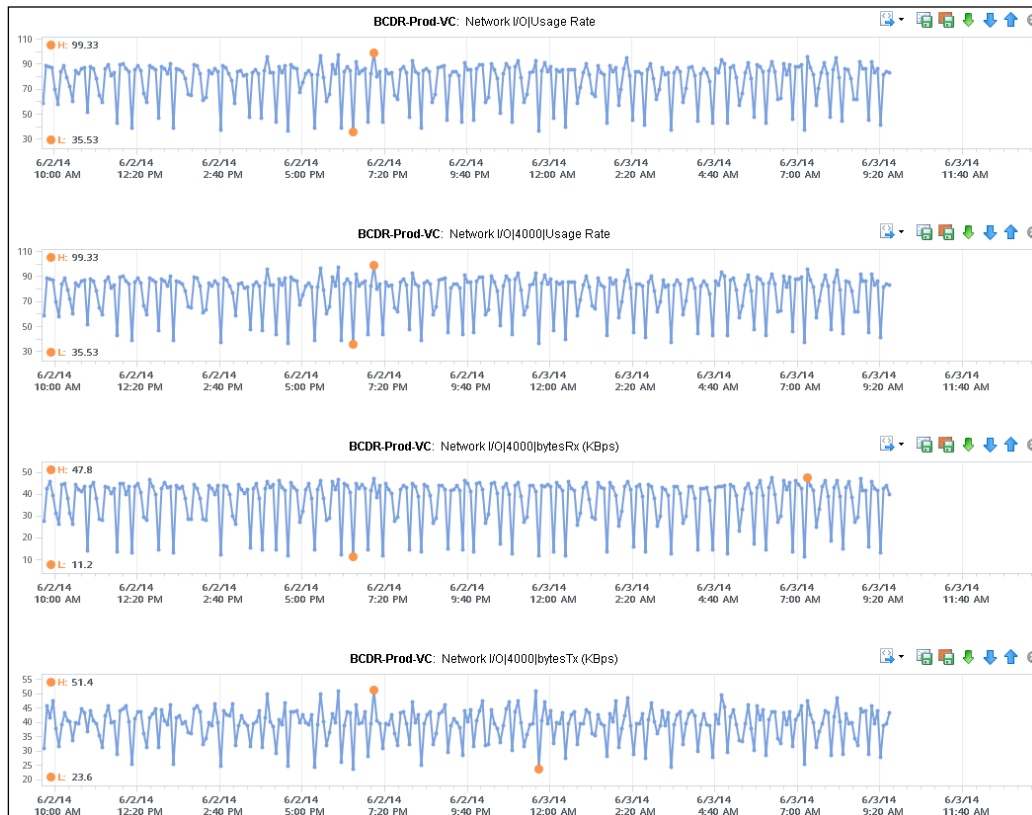 BCDR-Prod-VC: Network I/O|Usage Rate
110
H: 99.33
90
70
50
L: 35.53
30
6/2/14 6/2/14 6/2/14 6/2/14 6/2/14 6/2/14 6/3/14 6/3/14 6/3/14 6/3/14 6/3/14 6/3/14
10:00 AM 12:20 PM 2:40 PM 5:00 PM 7:20 PM 9:40 PM 12:00 AM 2:20 AM 4:40 AM 7:00 AM 9:20 AM 11:40 AM
BCDR-Prod-VC: Network I/O|4000|Usage Rate
110
H: 99.33
90
70
50
L: 35.53
30
6/2/14 6/2/14 6/2/14 6/2/14 6/2/14 6/2/14 6/3/14 6/3/14 6/3/14 6/3/14 6/3/14 6/3/14
10:00 AM 12:20 PM 2:40 PM 5:00 PM 7:20 PM 9:40 PM 12:00 AM 2:20 AM 4:40 AM 7:00 AM 9:20 AM 11:40 AM
BCDR-Prod-VC: Network I/O|4000|bytesRx (KBps)
50
H: 47.8
40
30
20
10
L: 11.2
6/2/14 6/2/14 6/2/14 6/2/14 6/2/14 6/2/14 6/3/14 6/3/14 6/3/14 6/3/14 6/3/14 6/3/14
10:00 AM 12:20 PM 2:40 PM 5:00 PM 7:20 PM 9:40 PM 12:00 AM 2:20 AM 4:40 AM 7:00 AM 9:20 AM 11:40 AM
BCDR-Prod-VC: Network I/O|4000|bytesTx (KBps)
55
H: 51.4
50
45
40
35
30
25
L: 23.6
20
6/2/14 6/2/14 6/2/14 6/2/14 6/2/14 6/2/14 6/3/14 6/3/14 6/3/14 6/3/14 6/3/14 6/3/14
10:00 AM 12:20 PM 2:40 PM 5:00 PM 7:20 PM 9:40 PM 12:00 AM 2:20 AM 4:40 AM 7:00 AM 9:20 AM 11:40 AM